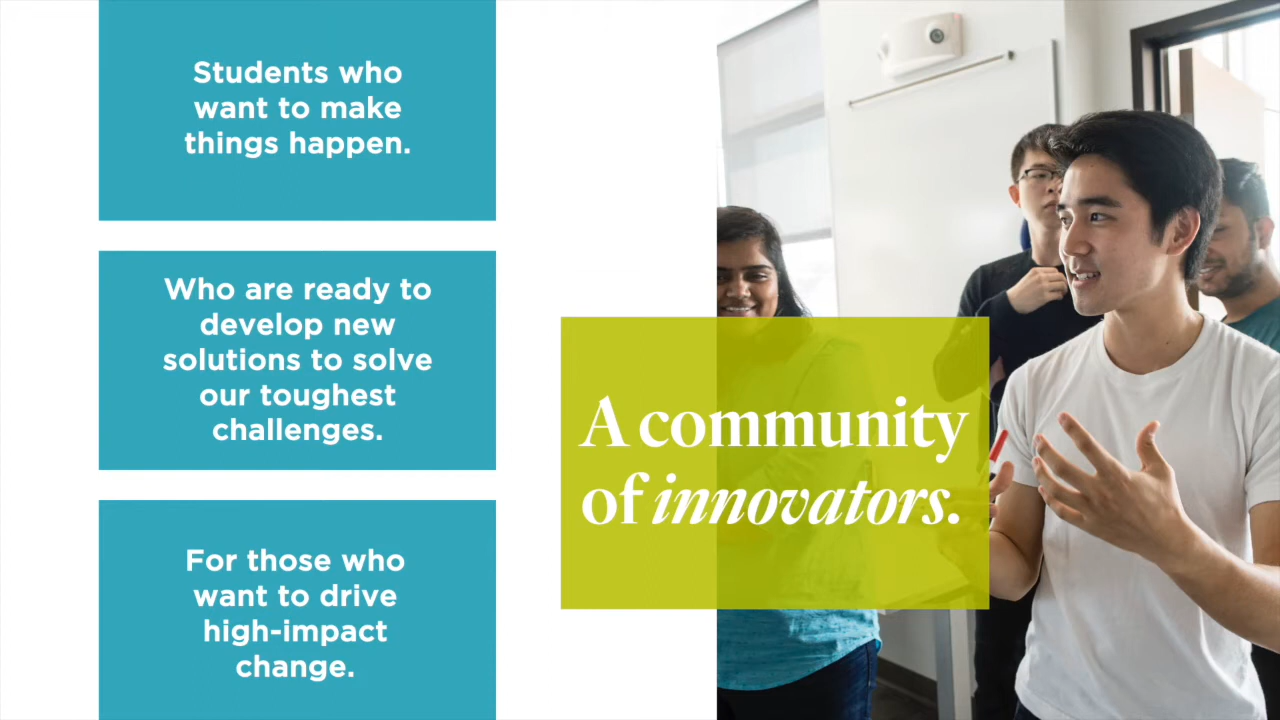 Students who
want to make
things happen.
Who are ready to
develop new
solutions to solve
our toughest
challenges.
For those who
want to drive
high-impact
change.
A community
of innovators.